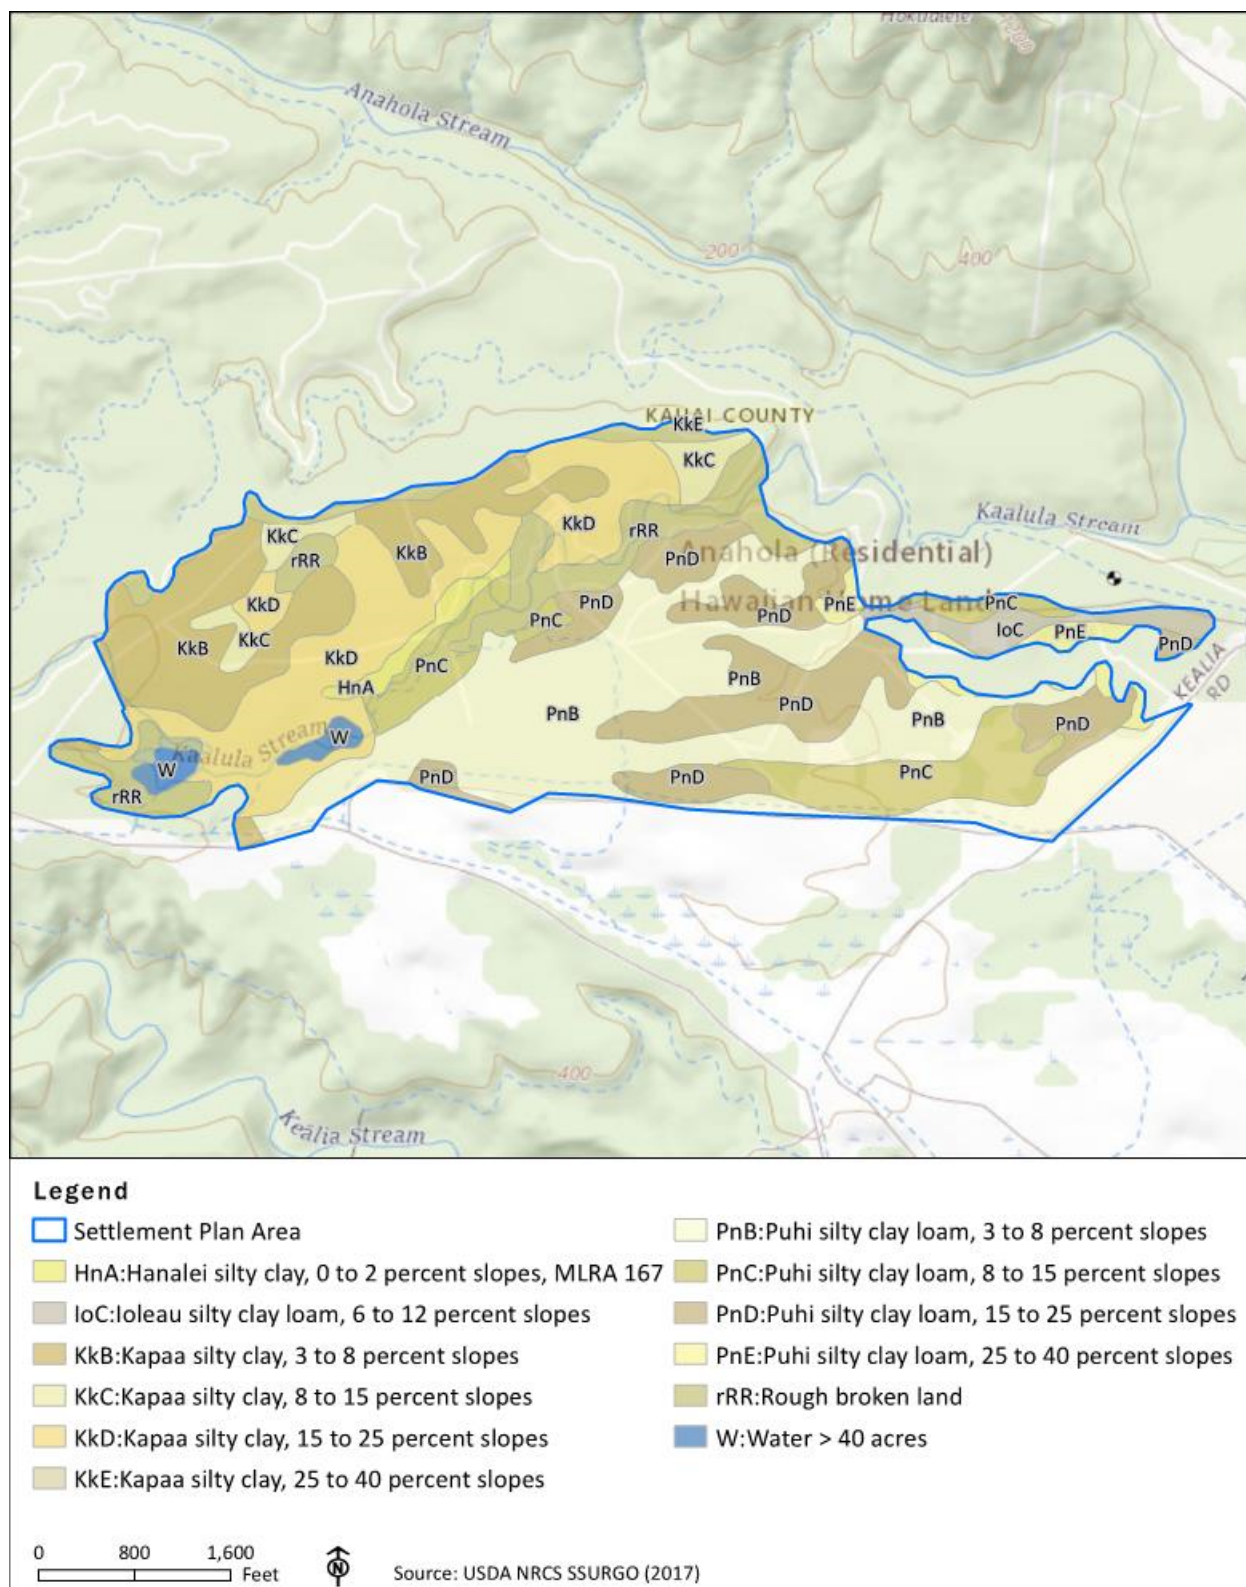 Hokualele
200
Anahola Stream
200
400
KAUAI COUNTY
KkE
KkC
Kaalula Stream
KkC
KkD
rRR
KkB
rRR
Anahola (Residential)
PnD
KkD
PnD
PnE
Hawaiian Home Land
PnC
PnC
PnD
IoC
PnE
KkC
KkB
PnD
KkD
PnC
KEALIA
RD
HnA
PnB
PnD
PnB
PnB
PnD
Kaalula Stream
W
W
PnD
PnD
PnC
rRR
400
Keālia Stream
Legend
Settlement Plan Area
HnA:Hanalei silty clay, 0 to 2 percent slopes, MLRA 167
IoC:Ioleau silty clay loam, 6 to 12 percent slopes
KkB:Kapaa silty clay, 3 to 8 percent slopes
KkC:Kapaa silty clay, 8 to 15 percent slopes
KkD:Kapaa silty clay, 15 to 25 percent slopes
KkE:Kapaa silty clay, 25 to 40 percent slopes
PnB:Puhi silty clay loam, 3 to 8 percent slopes
PnC:Puhi silty clay loam, 8 to 15 percent slopes
PnD:Puhi silty clay loam, 15 to 25 percent slopes
PnE:Puhi silty clay loam, 25 to 40 percent slopes
rRR:Rough broken land
W:Water > 40 acres
0 800 1,600
Feet
N
Source: USDA NRCS SSURGO (2017)